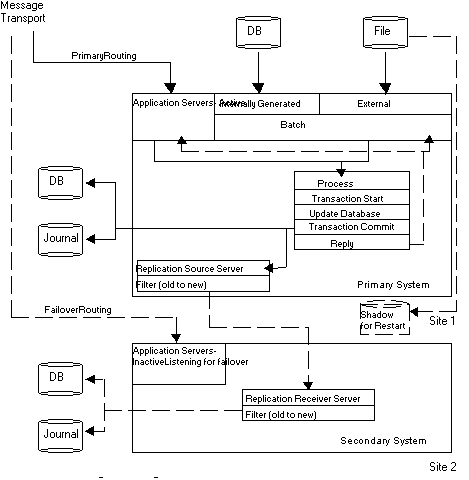 Message
Transport
DB
File
PrimaryRouting
Application Servers- Active
Internally Generated
External
Batch
DB
Process
Transaction Start
Update Database
Transaction Commit
Reply
Journal
Replication Source Server
Filter (old to new)
Primary System
Shadow
for Restart
Site 1
FailoverRouting
Application Servers-
InactiveListening for failover
DB
Replication Receiver Server
Filter (old to new)
Journal
Secondary System
Site 2